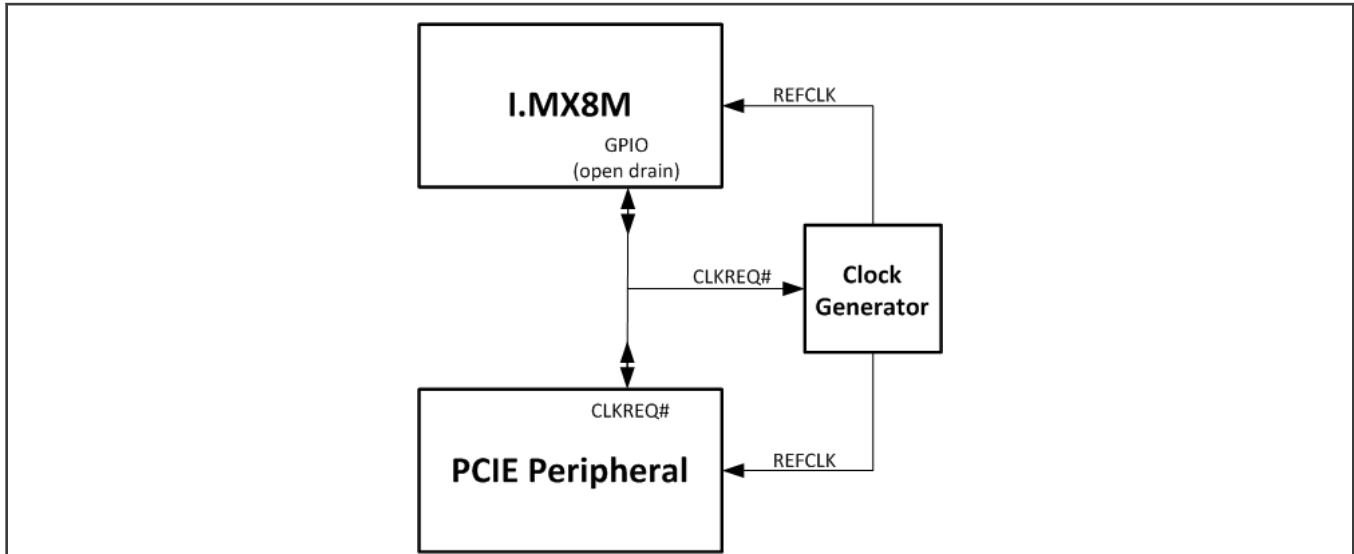 I.MX8M
REFCLK
GPIO
(open drain)
CLKREQ#
Clock
Generator
CLKREQ#
PCIE Peripheral
REFCLK